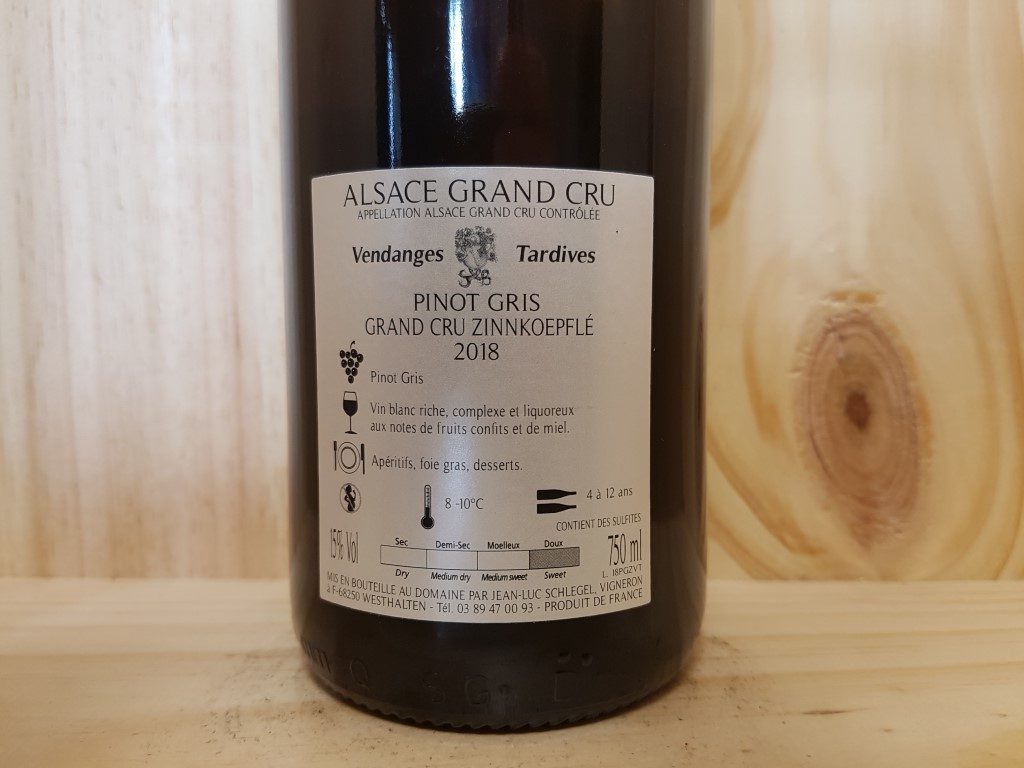 ALSACE GRAND CRU
APPELLATION ALSACE GRAND CRU CONTRÔLÉE
Vendanges Tardives
PINOT GRIS
GRAND CRU ZINNKOEPFLÉ
2018
Pinot Gris
Vin blanc riche, complexe et liquoreux
aux notes de fruits confits et de miel.
Apéritifs, foie gras, desserts.
8 -10°C
4 à 12 ans
CONTIENT DES SULFITES
15% Vol
Sec Demi-Sec Moelleux Doux
Dry Medium dry Medium sweet Sweet
750 ml
L. 18PGZVT
MIS EN BOUTEILLE AU DOMAINE PAR JEAN-LUC SCHLEGEL, VIGNERON
à F-68250 WESTHALTEN - Tél. 03 89 47 00 93 - PRODUIT DE FRANCE